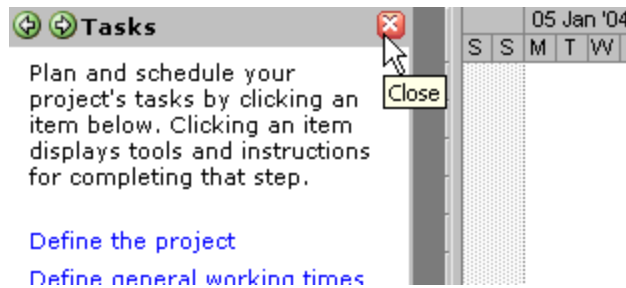 Tasks
05 Jan '04
S S M T W
Close
Plan and schedule your
project's tasks by clicking an
item below. Clicking an item
displays tools and instructions
for completing that step.
Define the project
Define general working times